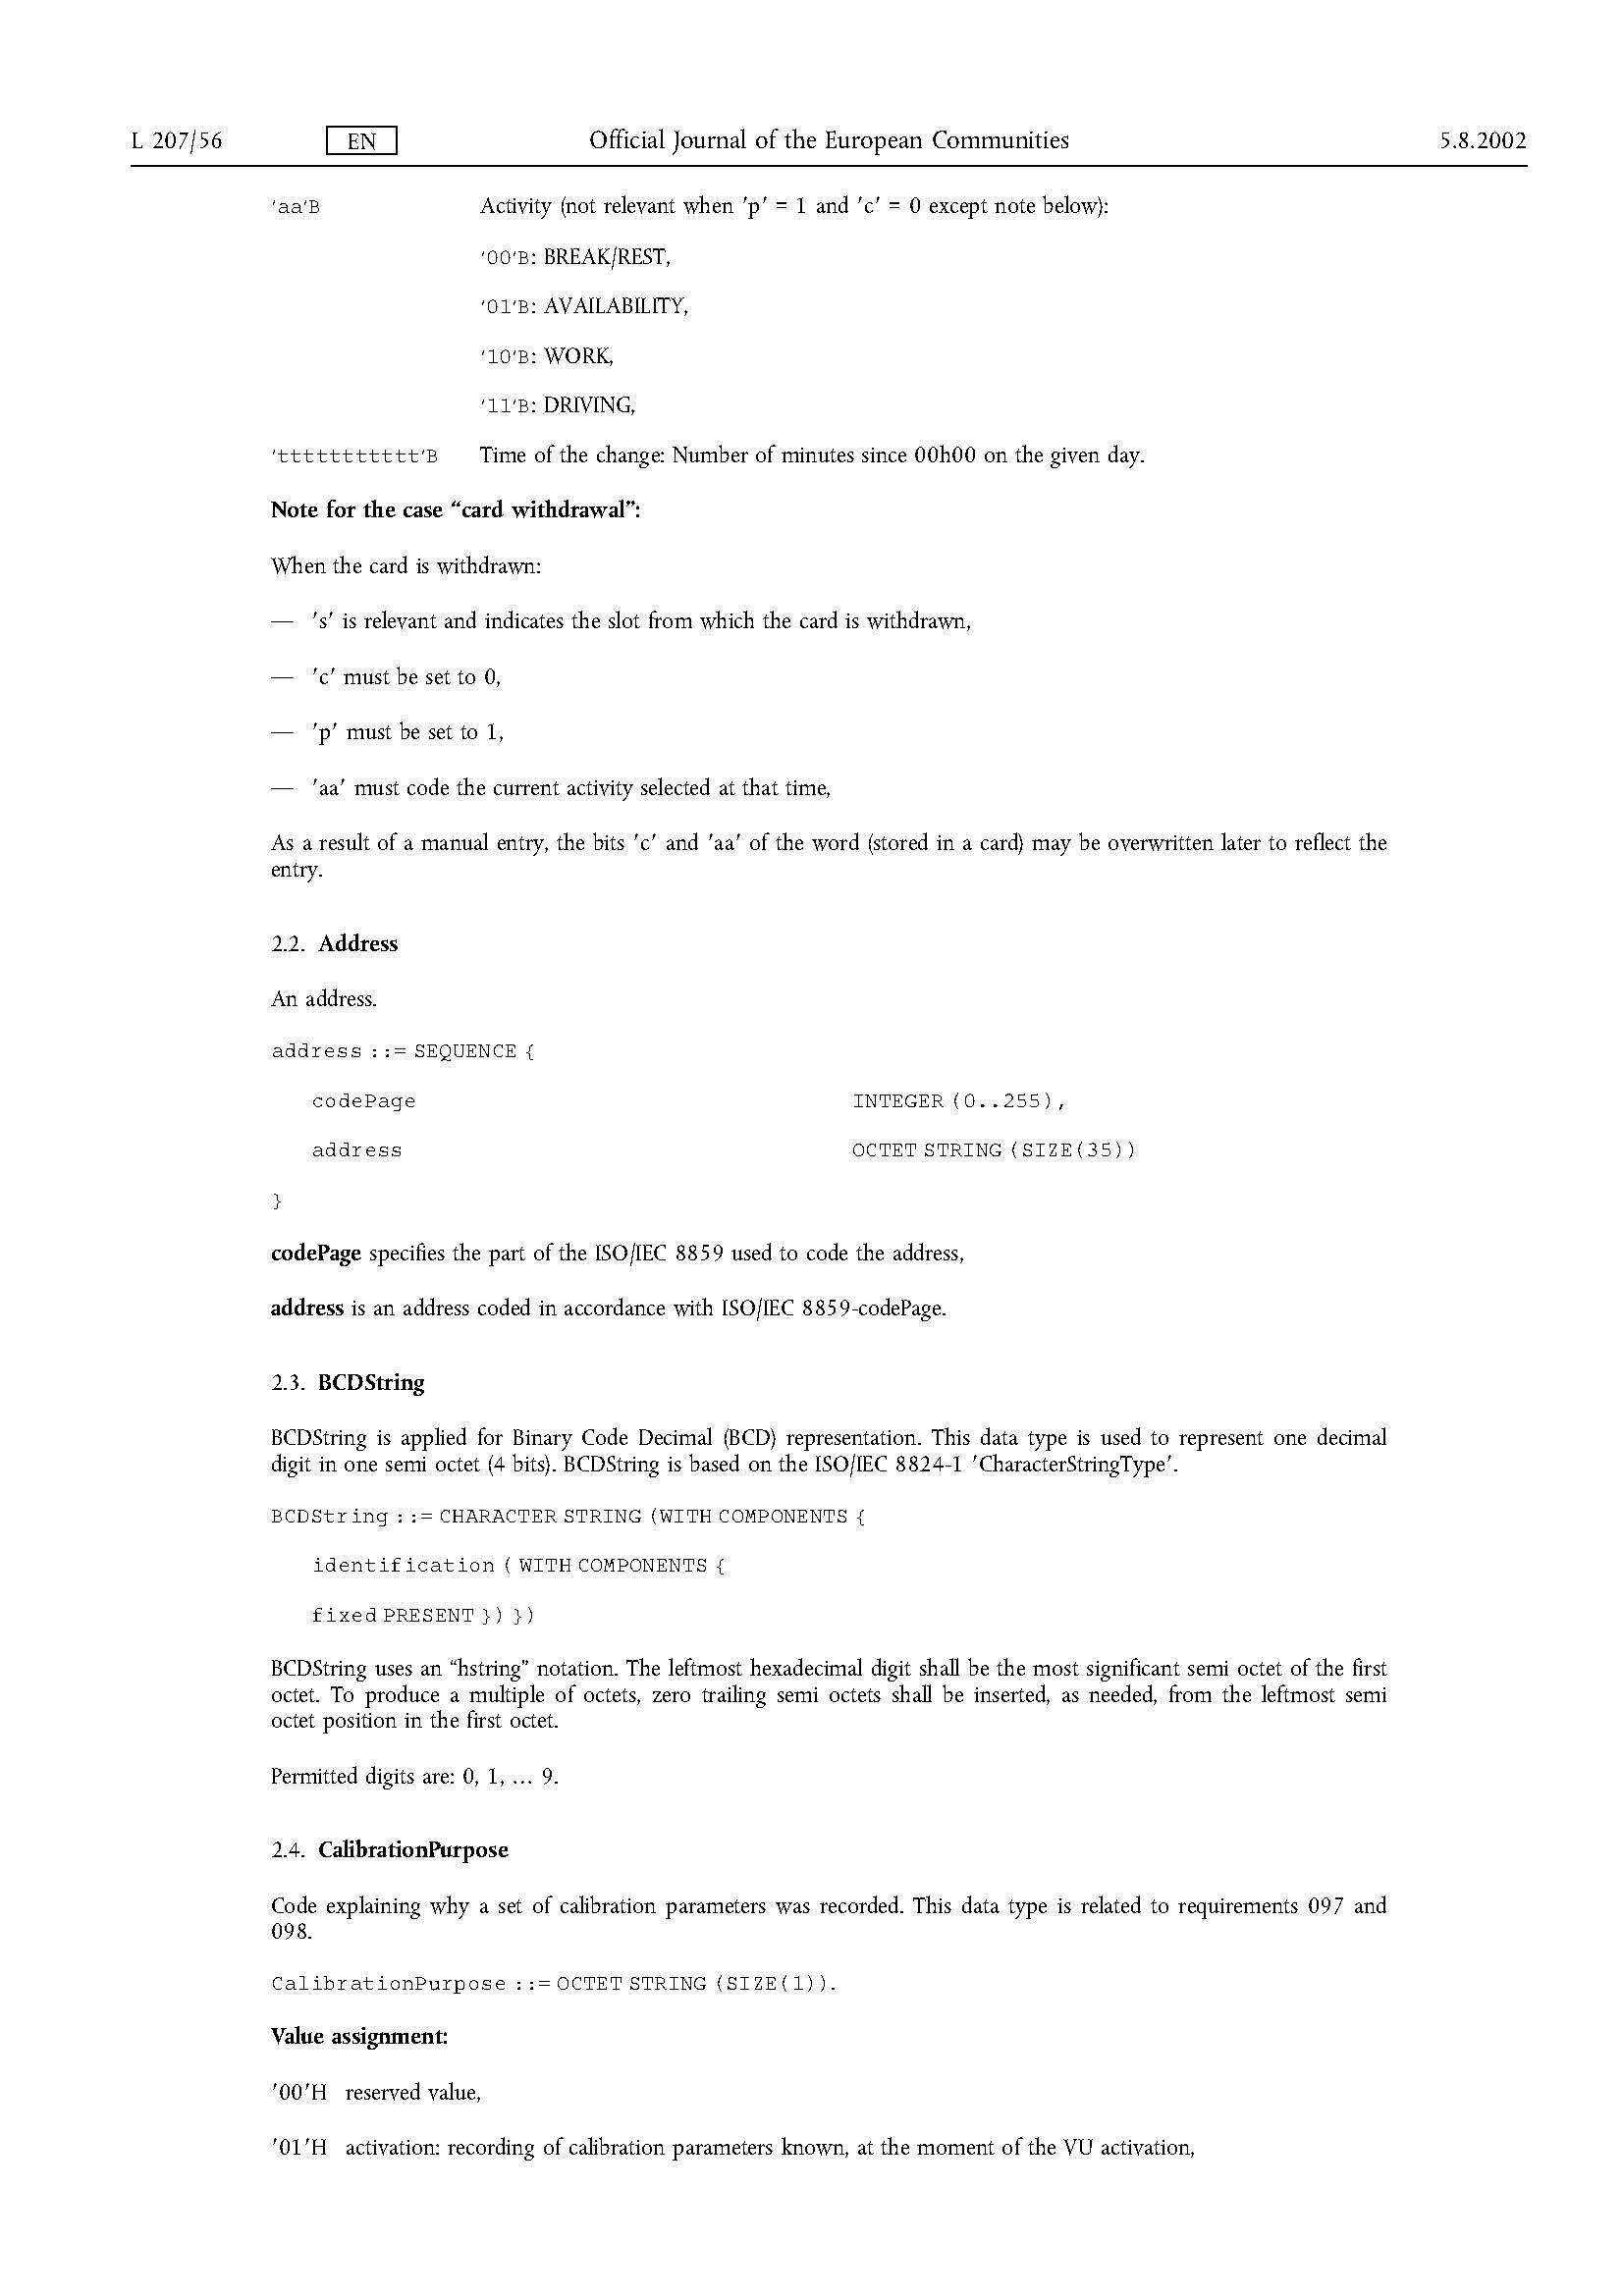 L 207/56 EN Official Journal of the European Communities 5.8.2002
'aa'B Activity (not relevant when 'p' = 1 and 'c' = 0 except note below):
'00'B: BREAK/REST,
'01'B: AVAILABILITY,
'10'B: WORK,
'11'B: DRIVING,
'ttttttttttt'B Time of the change: Number of minutes since 00h00 on the given day.
Note for the case “card withdrawal”:
When the card is withdrawn:
— 's' is relevant and indicates the slot from which the card is withdrawn,
— 'c' must be set to 0,
— 'p' must be set to 1,
— 'aa' must code the current activity selected at that time,
As a result of a manual entry, the bits 'c' and 'aa' of the word (stored in a card) may be overwritten later to reflect the
entry.
2.2. Address
An address.
address ::= SEQUENCE {
codePage INTEGER (0..255),
address OCTET STRING (SIZE(35))
}
codePage specifies the part of the ISO/IEC 8859 used to code the address,
address is an address coded in accordance with ISO/IEC 8859-codePage.
2.3. BCDString
BCDString is applied for Binary Code Decimal (BCD) representation. This data type is used to represent one decimal
digit in one semi octet (4 bits). BCDString is based on the ISO/IEC 8824-1 'CharacterStringType'.
BCDString ::= CHARACTER STRING (WITH COMPONENTS {
identification ( WITH COMPONENTS {
fixed PRESENT }) })
BCDString uses an “hstring” notation. The leftmost hexadecimal digit shall be the most significant semi octet of the first
octet. To produce a multiple of octets, zero trailing semi octets shall be inserted, as needed, from the leftmost semi
octet position in the first octet.
Permitted digits are: 0, 1, … 9.
2.4. CalibrationPurpose
Code explaining why a set of calibration parameters was recorded. This data type is related to requirements 097 and
098.
CalibrationPurpose ::= OCTET STRING (SIZE(1)).
Value assignment:
'00'H reserved value,
'01'H activation: recording of calibration parameters known, at the moment of the VU activation,